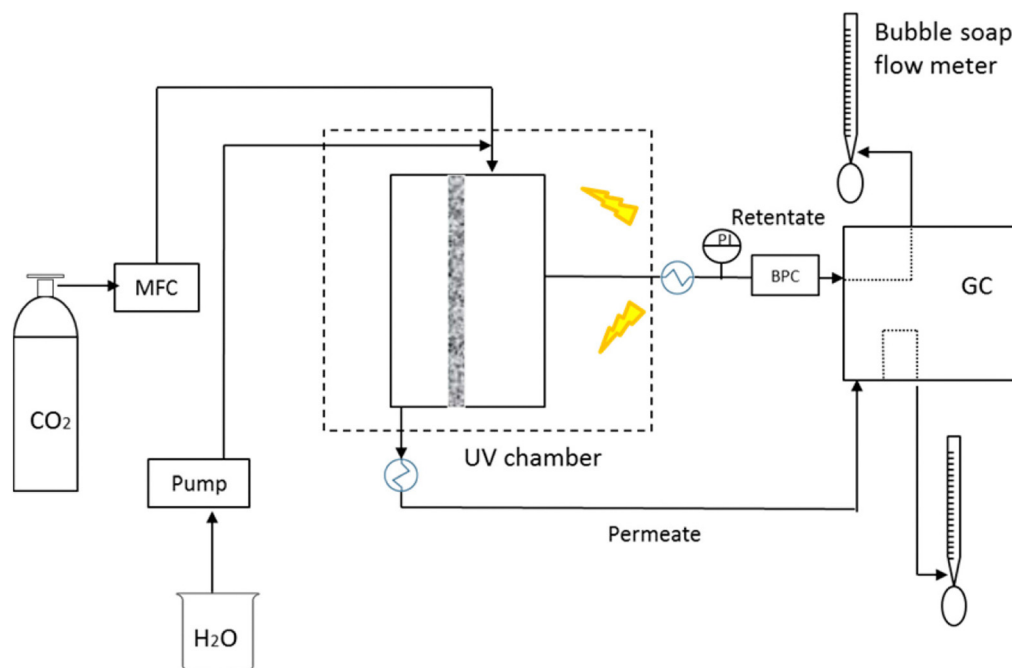 Bubble soap
flow meter
Retentate
PI
MFC
BPC
GC
CO2
UV chamber
Pump
Permeate
H2O